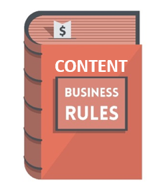 $
CONTENT
BUSINESS
RULES